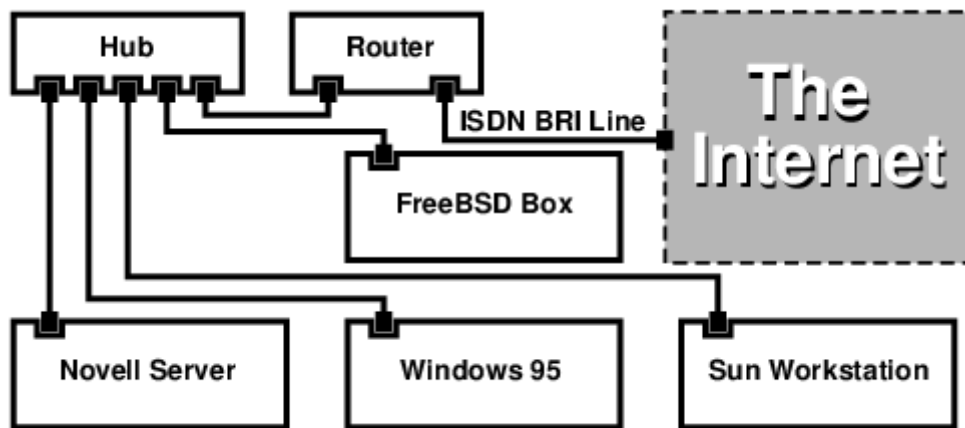 Hub
Router
The
Internet
ISDN BRI Line
FreeBSD Box
Novell Server
Windows 95
Sun Workstation